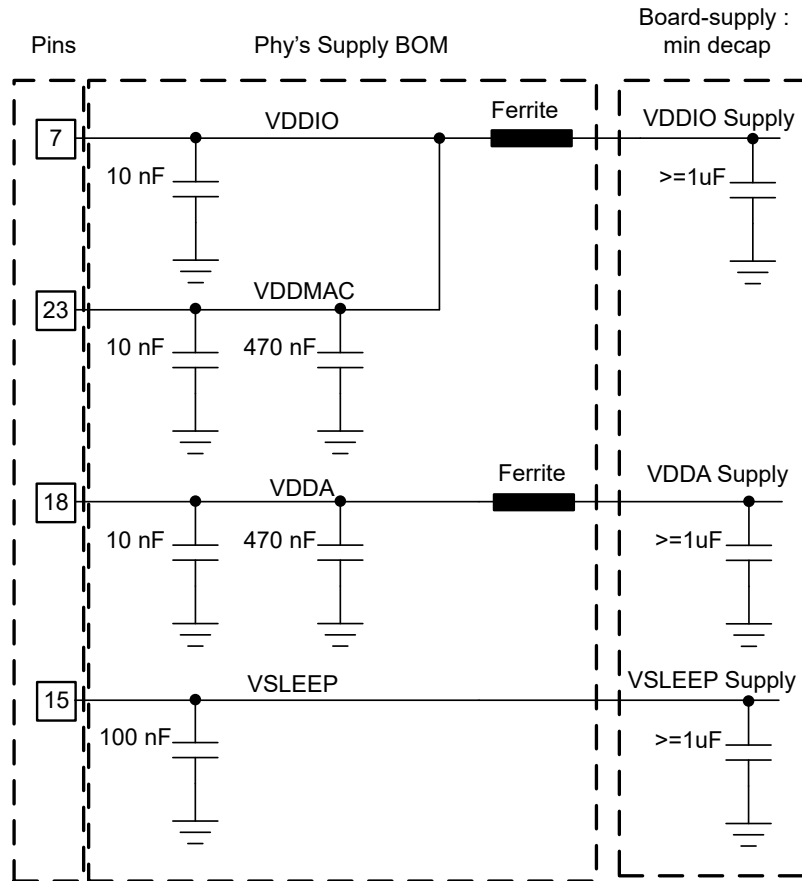 Pins
Phy's Supply BOM
Board-supply :
min decap
7
VDDIO
Ferrite
VDDIO Supply
10 nF
>=1uF
23
VDDMAC
10 nF
470 nF
18
VDDA
Ferrite
VDDA Supply
10 nF
470 nF
>=1uF
15
VSLEEP
VSLEEP Supply
100 nF
>=1uF